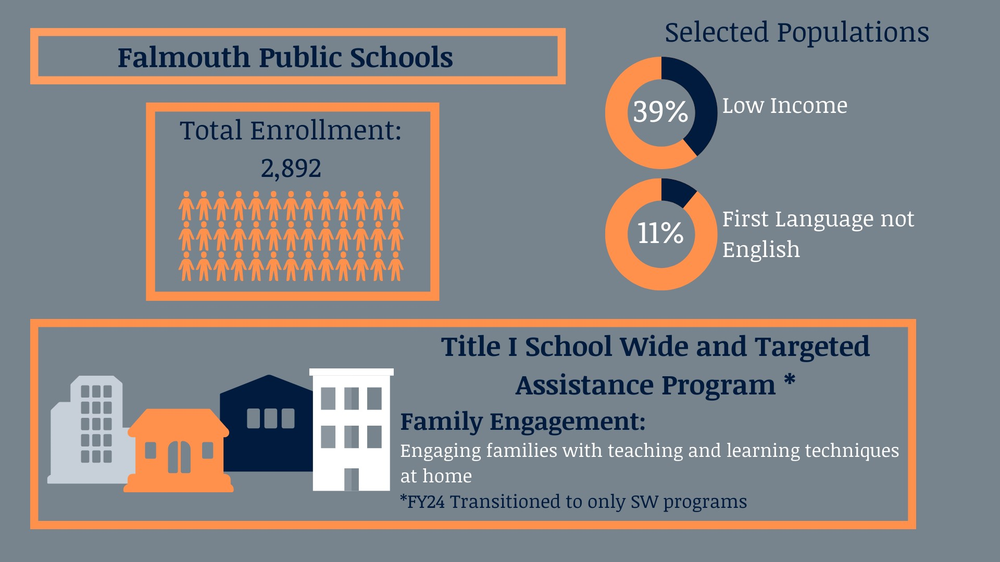 Falmouth Public Schools
Total Enrollment:
2,892
Selected Populations
39%
Low Income
11%
First Language not
English
Title I School Wide and Targeted
Assistance Program *
Family Engagement:
Engaging families with teaching and learning techniques
at home
*FY24 Transitioned to only SW programs